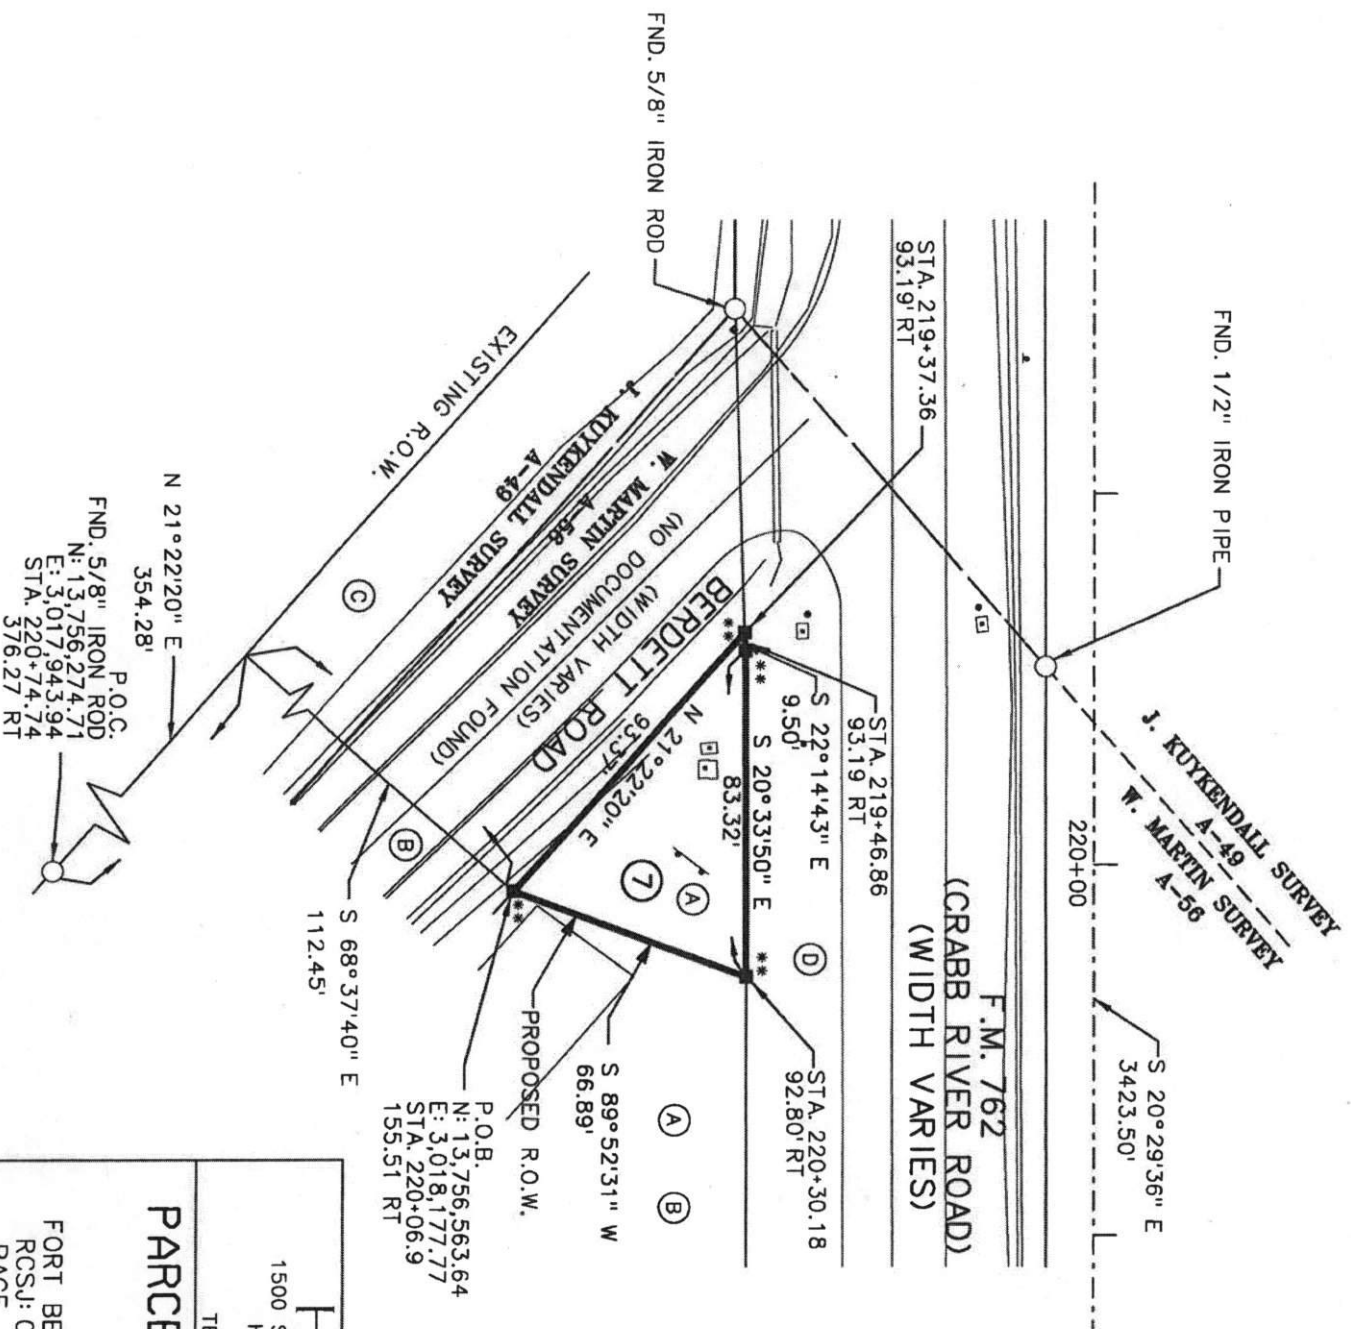 FND. 5/8" IRON ROD
FND. 1/2" IRON PIPE
STA. 219+37.36
93.19' RT
J. KUYKENDALL SURVEY
A-49
W. MARTIN SURVEY
A-56
220+00
S 20°29'36" E
3423.50'
F.M. 762
(CRABB RIVER ROAD)
(WIDTH VARIES)
STA. 219+46.86
93.19 RT
S 22°14'43" E
9.50'
S 20°33'50" E
83.32'
**
**
**
**
D
STA. 220+30.18
92.80' RT
EXISTING R.O.W.
J. KUYKENDALL SURVEY
A-49
W. MARTIN SURVEY
A-56
(NO DOCUMENTATION FOUND)
(WIDTH VARIES)
BERDETT ROAD
N 21°22'20" E
93.37'
7
A
A
B
B
C
S 89°52'31" W
66.89'
PROPOSED R.O.W.
P.O.B.
N: 13,756,563.64
E: 3,018,177.77
STA. 220+06.9
155.51 RT
S 68°37'40" E
112.45'
N 21°22'20" E
354.28'
P.O.C.
FND. 5/8" IRON ROD
N: 13,756,274.71
E: 3,017,943.94
STA. 220+74.74
376.27 RT
1500 S
PARCE
FORT BE
RCSJ: 0